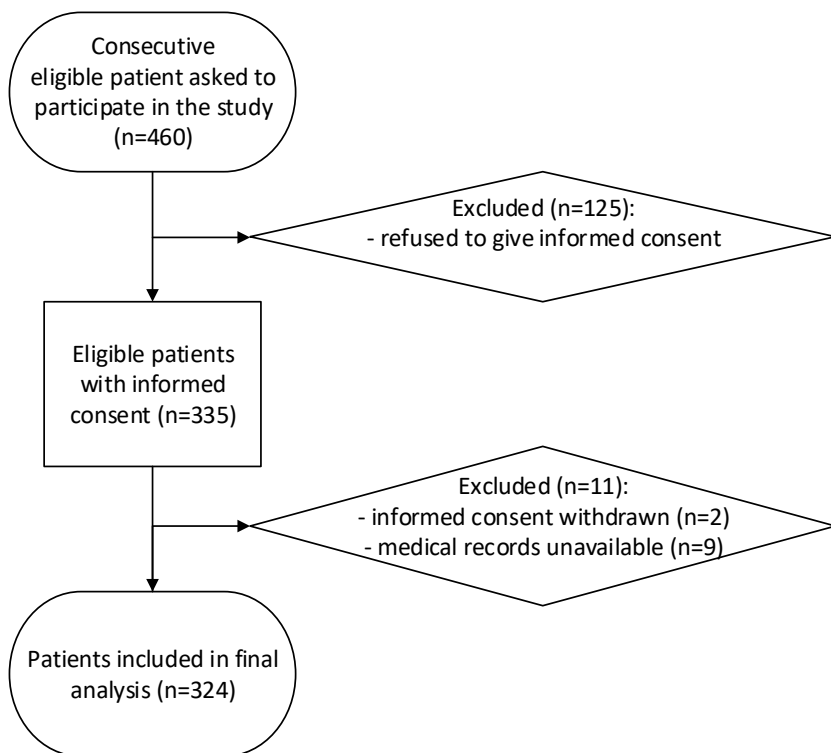 Consecutive
eligible patient asked to
participate in the study
(n=460)
Excluded (n=125):
- refused to give informed consent
Eligible patients
with informed
consent (n=335)
Excluded (n=11):
- informed consent withdrawn (n=2)
- medical records unavailable (n=9)
Patients included in final
analysis (n=324)